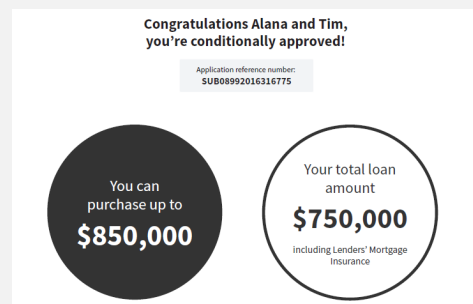 Congratulations Alana and Tim,
you're conditionally approved!
Application reference number:
SUB08992016316775
You can
purchase up to
$850,000
Your total loan
amount
$750,000
including Lenders' Mortgage
Insurance